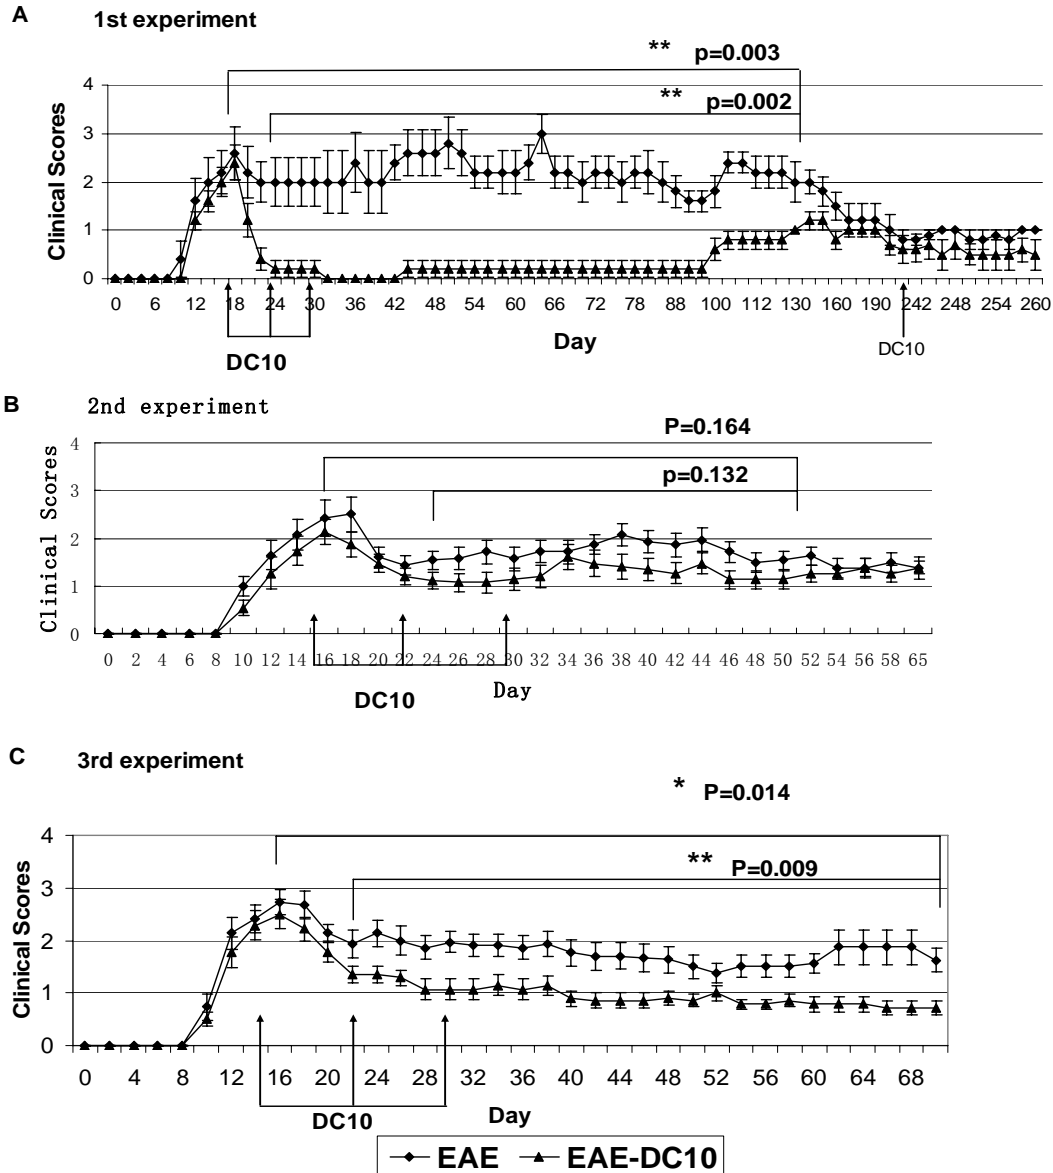 A
1st experiment
** p=0.003
** p=0.002
Clinical Scores
4
3
2
1
0
0 6 12 18 24 30 36 42 48 54 60 66 72 78 88 100 112 130 160 190 242 248 254 260
DC10
Day
DC10
B
2nd experiment
P=0.164
p=0.132
Clinical Scores
4
3
2
1
0
0 2 4 6 8 10 12 14 16 18 20 22 24 26 28 30 32 34 36 38 40 42 44 46 48 50 52 54 56 58 65
DC10
Day
C
3rd experiment
* P=0.014
** P=0.009
Clinical Scores
4
3
2
1
0
0 4 8 12 16 20 24 28 32 36 40 44 48 52 56 60 64 68
DC10
Day
EAE EAE-DC10